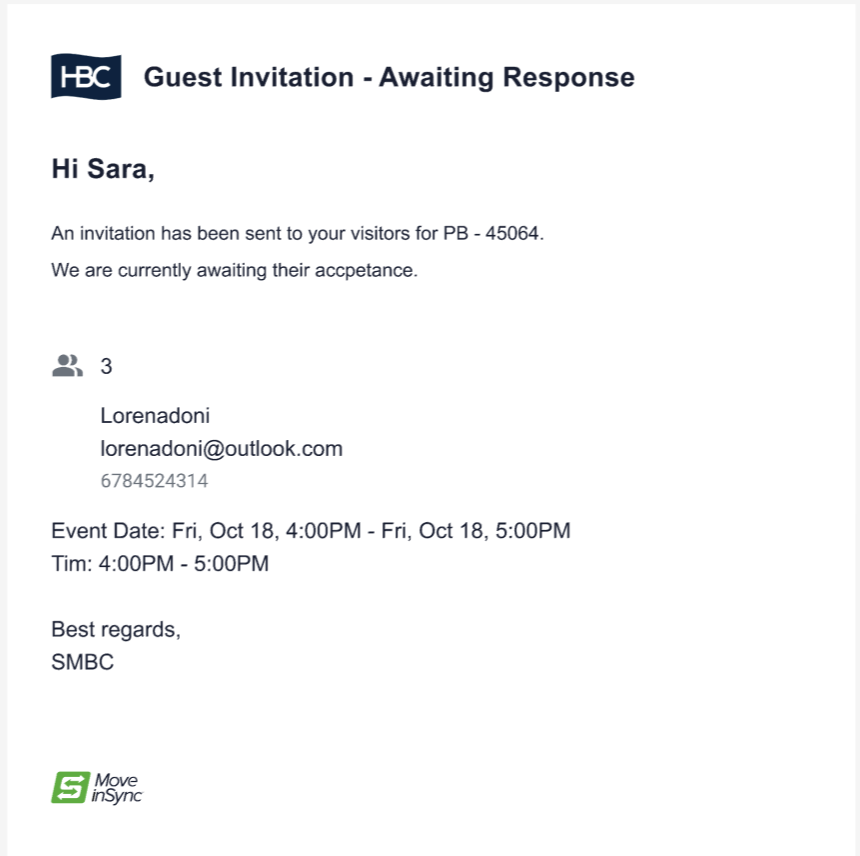 HBC
Guest Invitation - Awaiting Response
Hi Sara,
An invitation has been sent to your visitors for PB - 45064.
We are currently awaiting their accpetance.
3
Lorenadoni
lorenadoni@outlook.com
6784524314
Event Date: Fri, Oct 18, 4:00PM - Fri, Oct 18, 5:00PM
Tim: 4:00PM - 5:00PM
Best regards,
SMBC
Move
inSync